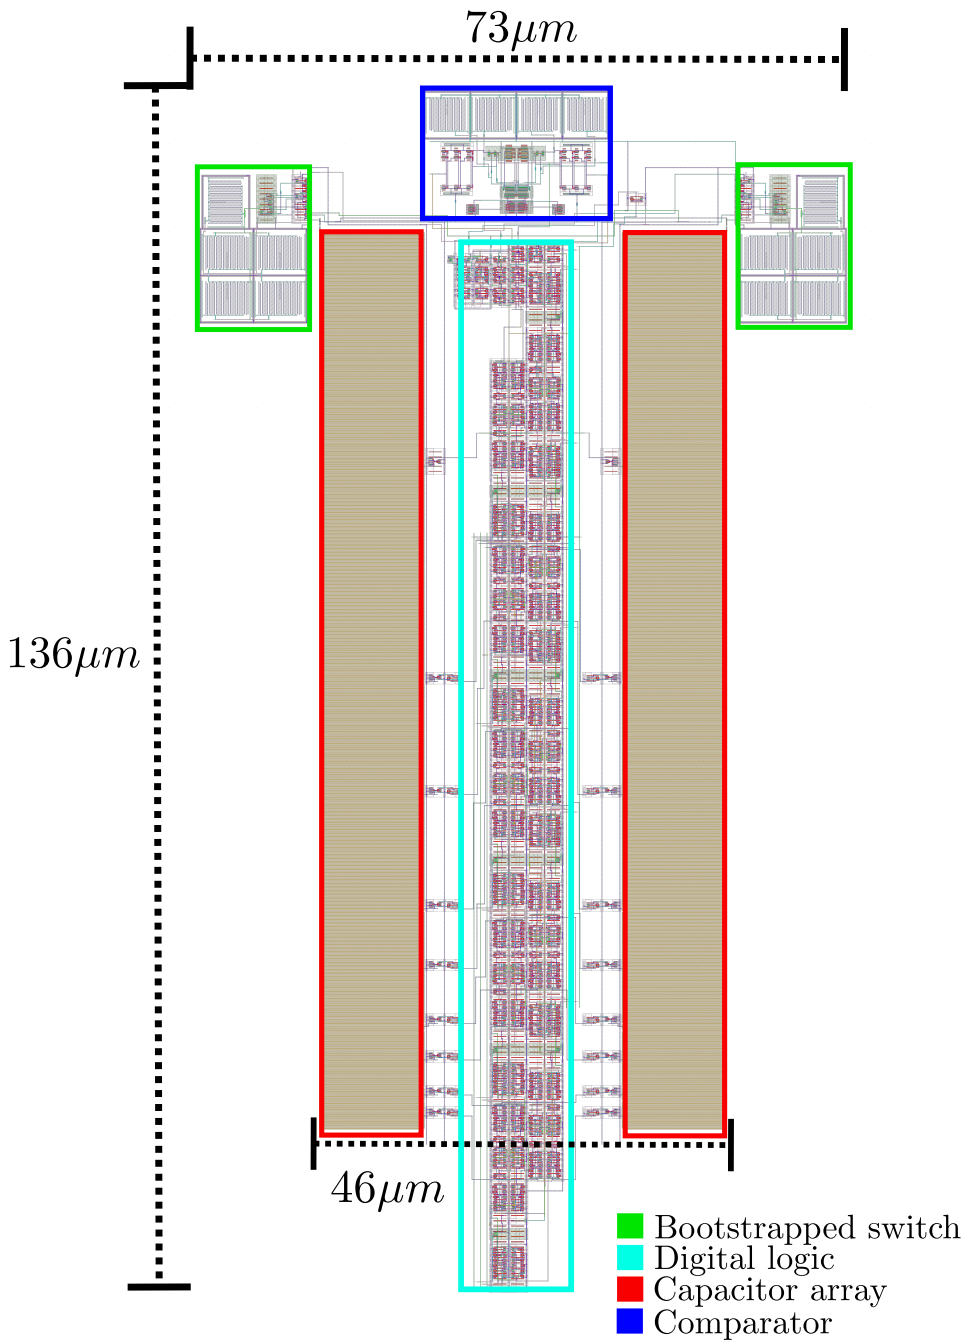 73μm
136μm
46μm
Bootstrapped switch
Digital logic
Capacitor array
Comparator